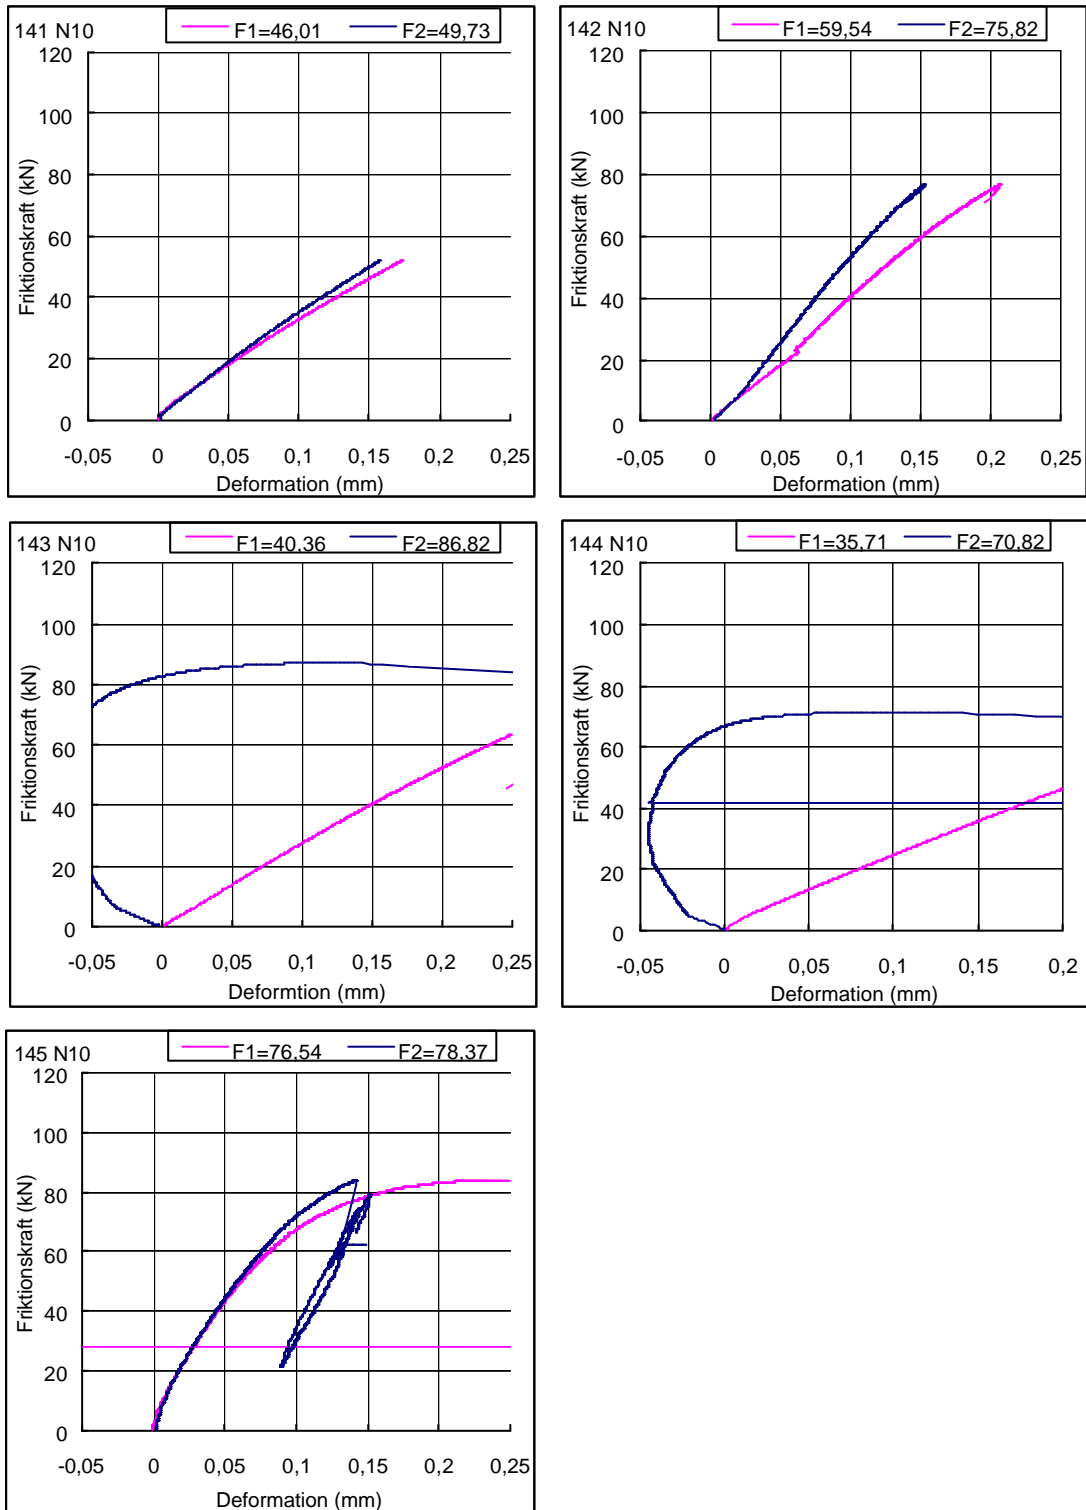 141 N10
F1=46,01 F2=49,73
120
100
80
60
40
20
0
-0,05 0 0,05 0,1 0,15 0,2 0,25
Friktionskraft (kN)
Deformation (mm)
142 N10
F1=59,54 F2=75,82
120
100
80
60
40
20
0
-0,05 0 0,05 0,1 0,15 0,2 0,25
Friktionskraft (kN)
Deformation (mm)
143 N10
F1=40,36 F2=86,82
120
100
80
60
40
20
0
-0,05 0 0,05 0,1 0,15 0,2 0,25
Friktionskraft (kN)
Deformtion (mm)
144 N10
F1=35,71 F2=70,82
120
100
80
60
40
20
0
-0,05 0 0,05 0,1 0,15 0,2
Friktionskraft (kN)
Deformation (mm)
145 N10
F1=76,54 F2=78,37
120
100
80
60
40
20
0
-0,05 0 0,05 0,1 0,15 0,2 0,25
Friktionskraft (kN)
Deformation (mm)